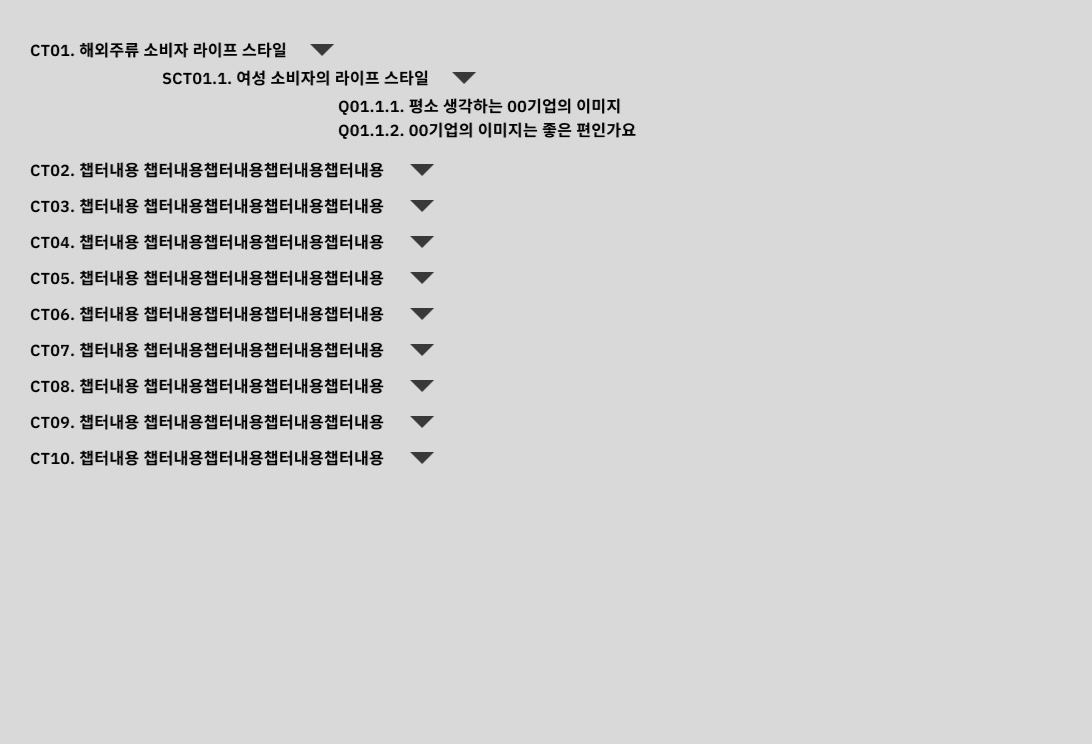 CT01. 해외주류 소비자 라이프 스타일
SCT01.1. 여성 소비자의 라이프 스타일
Q01.1.1. 평소 생각하는 00기업의 이미지
Q01.1.2. 00기업의 이미지는 좋은 편인가요
CT02. 챕터내용 챕터내용챕터내용챕터내용챕터내용
CT03. 챕터내용 챕터내용챕터내용챕터내용챕터내용
CT04. 챕터내용 챕터내용챕터내용챕터내용챕터내용
CT05. 챕터내용 챕터내용챕터내용챕터내용챕터내용
CT06. 챕터내용 챕터내용챕터내용챕터내용챕터내용
CT07. 챕터내용 챕터내용챕터내용챕터내용챕터내용
CT08. 챕터내용 챕터내용챕터내용챕터내용챕터내용
CT09. 챕터내용 챕터내용챕터내용챕터내용챕터내용
CT10. 챕터내용 챕터내용챕터내용챕터내용챕터내용